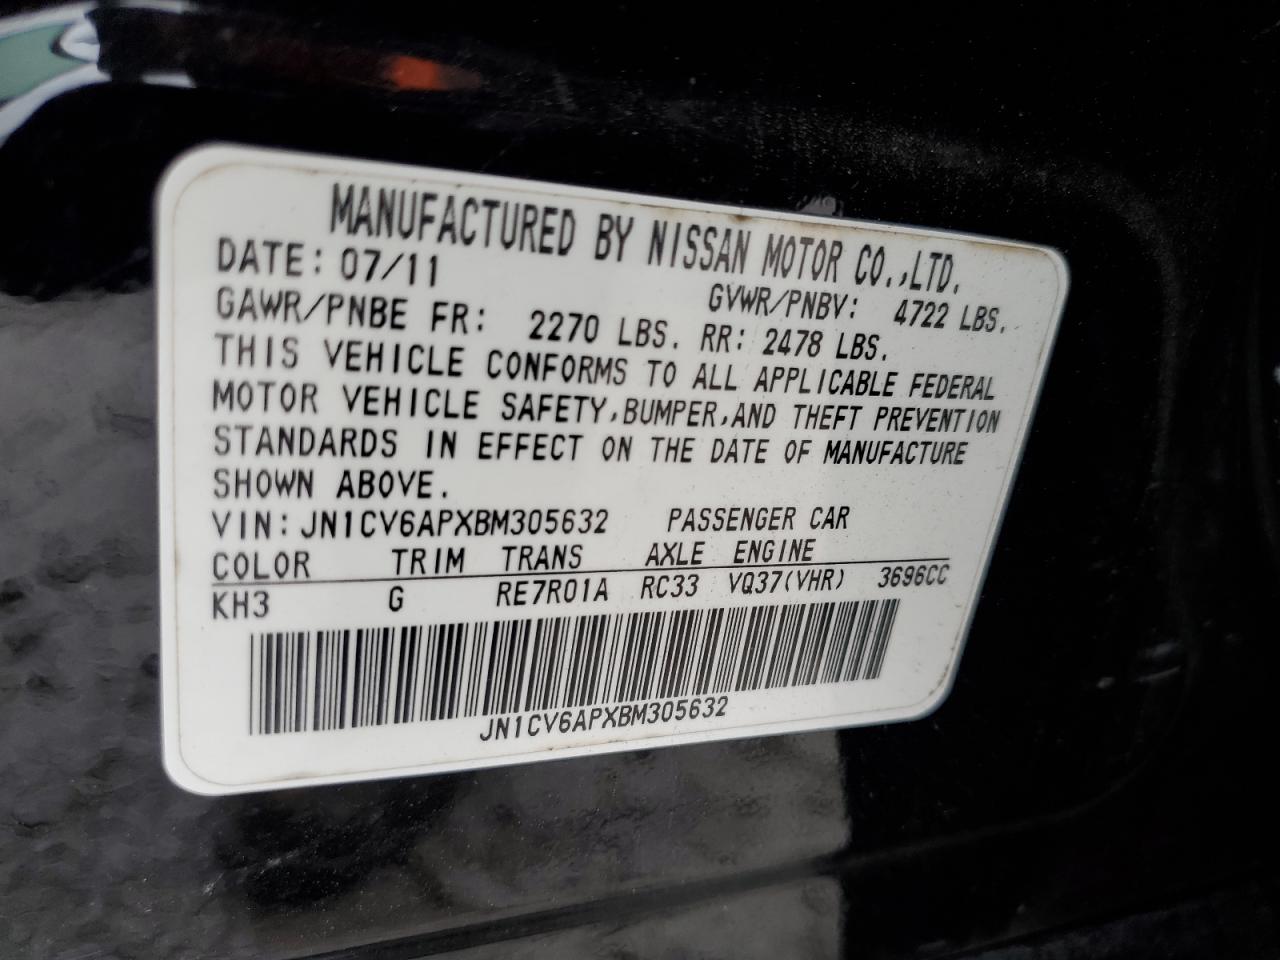 MANUFACTURED BY NISSAN MOTOR CO.,LTD.
DATE: 07/11 GVWR/PNBV: 4722 LBS.
GAWR/PNBE FR: 2270 LBS. RR: 2478 LBS.
THIS VEHICLE CONFORMS TO ALL APPLICABLE FEDERAL
MOTOR VEHICLE SAFETY,BUMPER,AND THEFT PREVENTION
STANDARDS IN EFFECT ON THE DATE OF MANUFACTURE
SHOWN ABOVE.
VIN: JN1CV6APXBM305632 PASSENGER CAR
COLOR TRIM TRANS AXLE ENGINE
KH3 G RE7R01A RC33 VQ37(VHR) 3696CC
JN1CV6APXBM305632